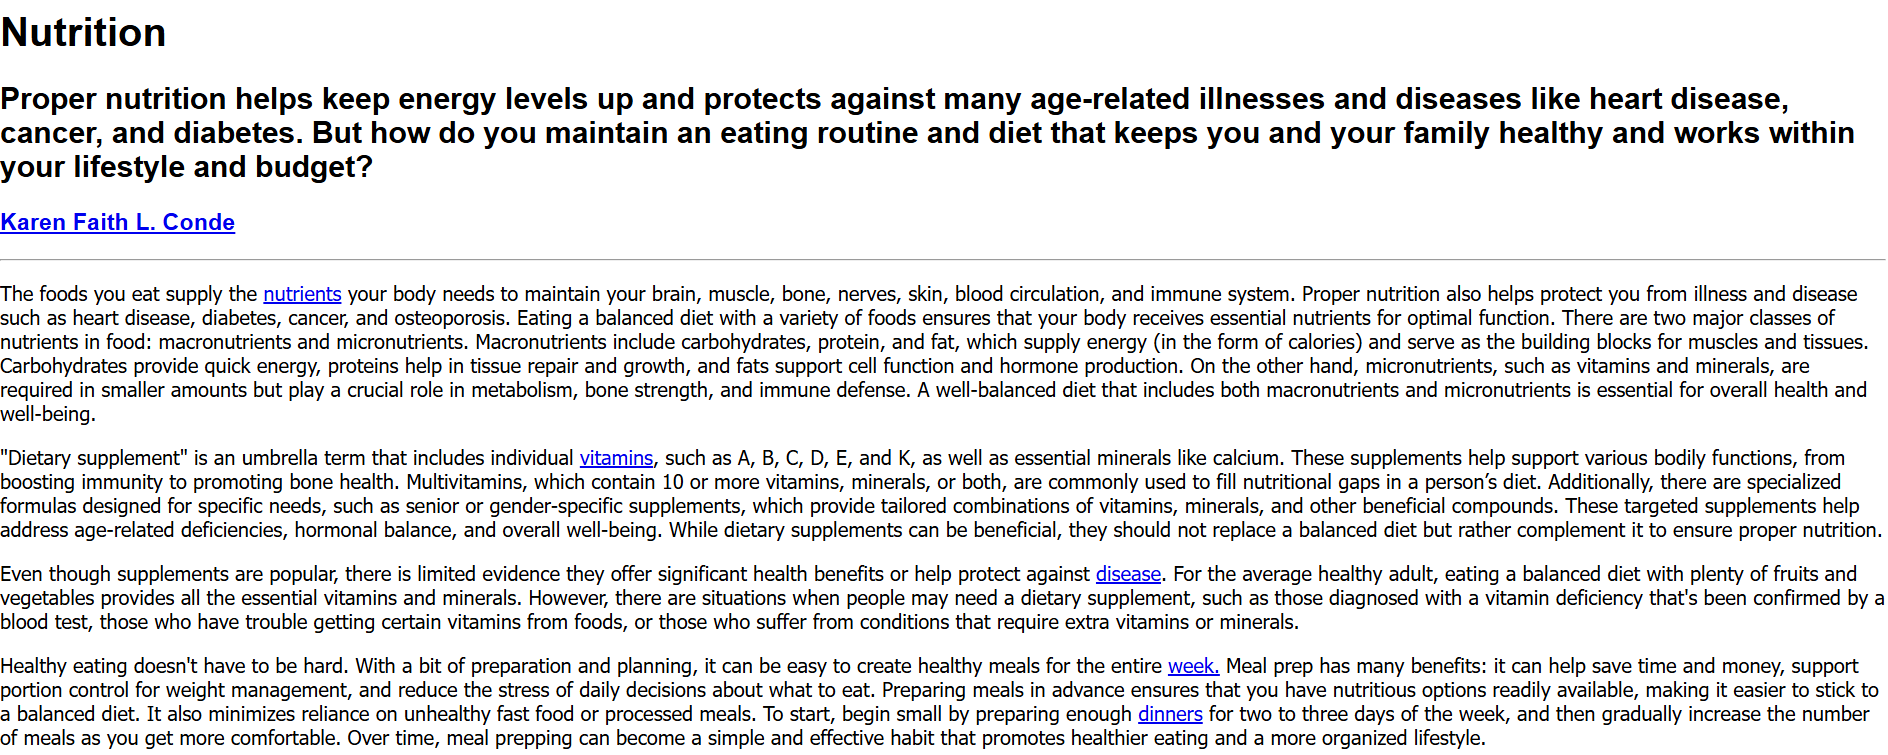 Nutrition
Proper nutrition helps keep energy levels up and protects against many age-related illnesses and diseases like heart disease,
cancer, and diabetes. But how do you maintain an eating routine and diet that keeps you and your family healthy and works within
your lifestyle and budget?
Karen Faith L. Conde
The foods you eat supply the nutrients your body needs to maintain your brain, muscle, bone, nerves, skin, blood circulation, and immune system. Proper nutrition also helps protect you from illness and disease
such as heart disease, diabetes, cancer, and osteoporosis. Eating a balanced diet with a variety of foods ensures that your body receives essential nutrients for optimal function. There are two major classes of
nutrients in food: macronutrients and micronutrients. Macronutrients include carbohydrates, protein, and fat, which supply energy (in the form of calories) and serve as the building blocks for muscles and tissues.
Carbohydrates provide quick energy, proteins help in tissue repair and growth, and fats support cell function and hormone production. On the other hand, micronutrients, such as vitamins and minerals, are
required in smaller amounts but play a crucial role in metabolism, bone strength, and immune defense. A well-balanced diet that includes both macronutrients and micronutrients is essential for overall health and
well-being.
"Dietary supplement" is an umbrella term that includes individual vitamins, such as A, B, C, D, E, and K, as well as essential minerals like calcium. These supplements help support various bodily functions, from
boosting immunity to promoting bone health. Multivitamins, which contain 10 or more vitamins, minerals, or both, are commonly used to fill nutritional gaps in a person’s diet. Additionally, there are specialized
formulas designed for specific needs, such as senior or gender-specific supplements, which provide tailored combinations of vitamins, minerals, and other beneficial compounds. These targeted supplements help
address age-related deficiencies, hormonal balance, and overall well-being. While dietary supplements can be beneficial, they should not replace a balanced diet but rather complement it to ensure proper nutrition.
Even though supplements are popular, there is limited evidence they offer significant health benefits or help protect against disease. For the average healthy adult, eating a balanced diet with plenty of fruits and
vegetables provides all the essential vitamins and minerals. However, there are situations when people may need a dietary supplement, such as those diagnosed with a vitamin deficiency that's been confirmed by a
blood test, those who have trouble getting certain vitamins from foods, or those who suffer from conditions that require extra vitamins or minerals.
Healthy eating doesn't have to be hard. With a bit of preparation and planning, it can be easy to create healthy meals for the entire week. Meal prep has many benefits: it can help save time and money, support
portion control for weight management, and reduce the stress of daily decisions about what to eat. Preparing meals in advance ensures that you have nutritious options readily available, making it easier to stick to
a balanced diet. It also minimizes reliance on unhealthy fast food or processed meals. To start, begin small by preparing enough dinners for two to three days of the week, and then gradually increase the number
of meals as you get more comfortable. Over time, meal prepping can become a simple and effective habit that promotes healthier eating and a more organized lifestyle.